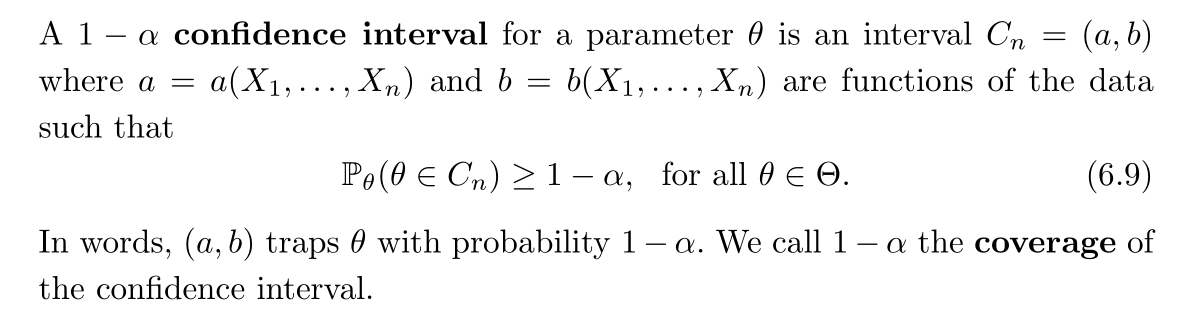 A 1 − α confidence interval for a parameter θ is an interval Cₙ = (a, b)
where a = a(X₁, . . . , Xₙ) and b = b(X₁, . . . , Xₙ) are functions of the data
such that
ℙ_θ(θ ∈ Cₙ) ≥ 1 − α, for all θ ∈ Θ. (6.9)
In words, (a, b) traps θ with probability 1 − α. We call 1 − α the coverage of
the confidence interval.